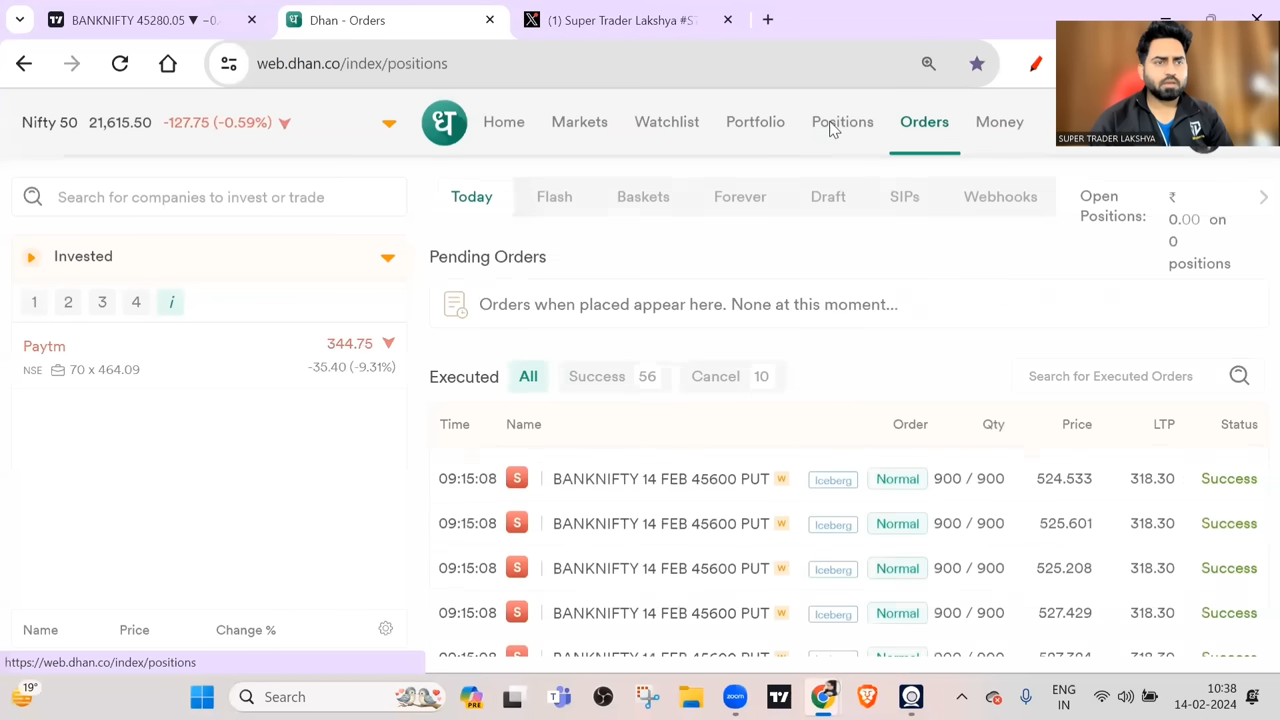 BANKNIFTY 45280.05 ▼ −0.
Dhan - Orders
(1) Super Trader Lakshya #S
web.dhan.co/index/positions
Nifty 50 21,615.50 -127.75 (-0.59%)
ध
Home Markets Watchlist Portfolio Positions Orders Money
SUPER TRADER LAKSHYA
Search for companies to invest or trade
Today Flash Baskets Forever Draft SIPs Webhooks
Open Positions: ₹ 0.00 on 0 positions
Invested
1 2 3 4 i
Paytm 344.75
NSE 70 x 464.09 -35.40 (-9.31%)
Pending Orders
Orders when placed appear here. None at this moment...
Executed All Success 56 Cancel 10 Search for Executed Orders
Time Name Order Qty Price LTP Status
09:15:08 S BANKNIFTY 14 FEB 45600 PUT W Iceberg Normal 900 / 900 524.533 318.30 Success
09:15:08 S BANKNIFTY 14 FEB 45600 PUT W Iceberg Normal 900 / 900 525.601 318.30 Success
09:15:08 S BANKNIFTY 14 FEB 45600 PUT W Iceberg Normal 900 / 900 525.208 318.30 Success
09:15:08 S BANKNIFTY 14 FEB 45600 PUT W Iceberg Normal 900 / 900 527.429 318.30 Success
Name Price Change %
https://web.dhan.co/index/positions
19°
Search
PRE
zoom
ENG
IN
10:38
14-02-2024